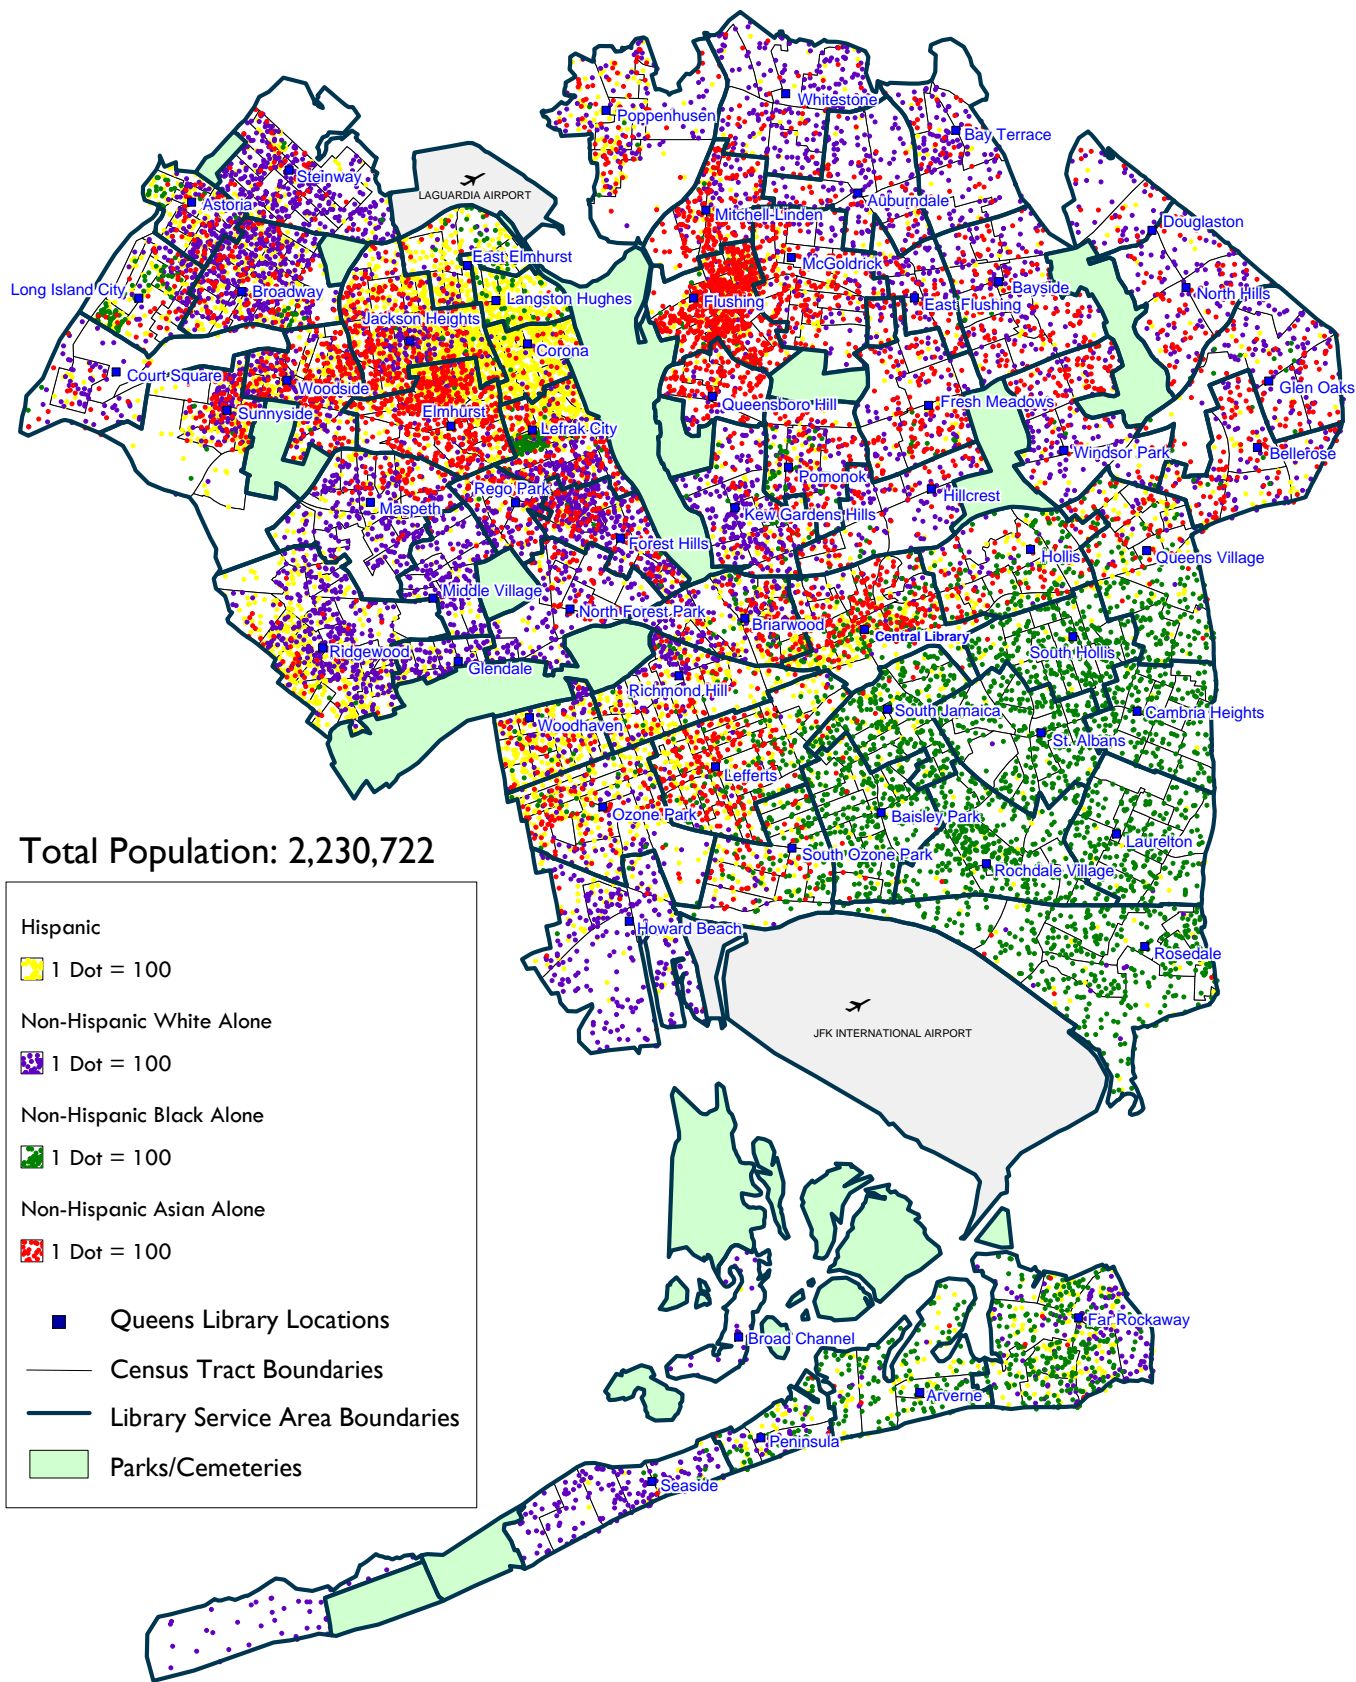 Whitestone
Poppenhusen
Bay Terrace
Steinway
LAGUARDIA AIRPORT
Astoria
Auburndale
Mitchell-Linden
Douglaston
East Elmhurst
McGoldrick
Long Island City
Broadway
Langston Hughes
Flushing
East Flushing
Bayside
North Hills
Jackson Heights
Corona
Court Square
Woodside
Glen Oaks
Sunnyside
Elmhurst
Queensboro Hill
Fresh Meadows
Lefrak City
Windsor Park
Bellerose
Rego Park
Pomonok
Maspeth
Kew Gardens Hills
Hillcrest
Forest Hills
Hollis
Queens Village
Middle Village
North Forest Park
Briarwood
Central Library
Ridgewood
Glendale
South Hollis
Richmond Hill
Woodhaven
South Jamaica
Cambria Heights
St. Albans
Lefferts
Ozone Park
Baisley Park
Laurelton
Total Population: 2,230,722
South Ozone Park
Rochdale Village
Hispanic
Howard Beach
1 Dot = 100
Rosedale
Non-Hispanic White Alone
JFK INTERNATIONAL AIRPORT
1 Dot = 100
Non-Hispanic Black Alone
1 Dot = 100
Non-Hispanic Asian Alone
1 Dot = 100
Queens Library Locations
Far Rockaway
Broad Channel
Census Tract Boundaries
Arverne
Library Service Area Boundaries
Peninsula
Parks/Cemeteries
Seaside